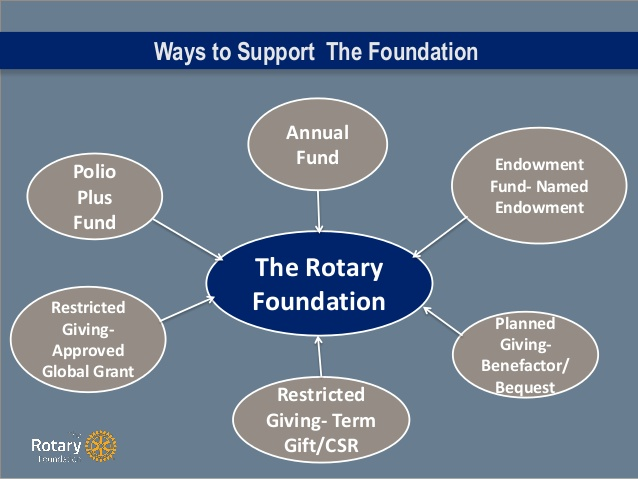 Ways to Support The Foundation
Annual
Fund
Polio
Plus
Fund
Endowment
Fund- Named
Endowment
The Rotary
Foundation
Restricted
Giving-
Approved
Global Grant
Planned
Giving-
Benefactor/
Bequest
Restricted
Giving- Term
Gift/CSR
Rotary
Foundation